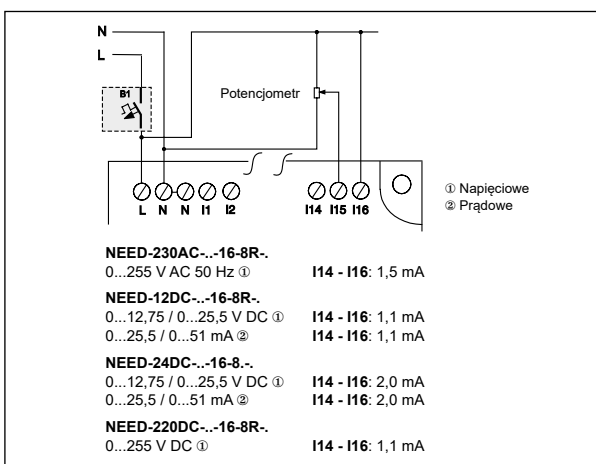 N
L
B1
Potencjometr
L N N I1 I2 I14 I15 I16
① Napięciowe
② Prądowe
NEED-230AC-..-16-8R-.
0...255 V AC 50 Hz ① I14 - I16: 1,5 mA
NEED-12DC-..-16-8R-.
0...12,75 / 0...25,5 V DC ① I14 - I16: 1,1 mA
0...25,5 / 0...51 mA ② I14 - I16: 1,1 mA
NEED-24DC-..-16-8.-.
0...12,75 / 0...25,5 V DC ① I14 - I16: 2,0 mA
0...25,5 / 0...51 mA ② I14 - I16: 2,0 mA
NEED-220DC-..-16-8R-.
0...255 V DC ① I14 - I16: 1,1 mA